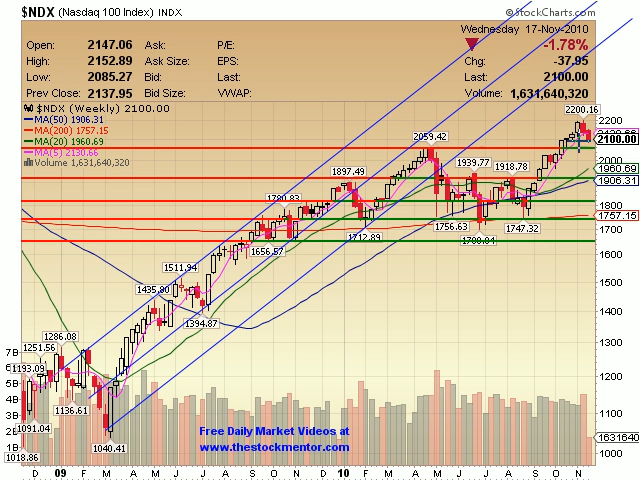 $NDX (Nasdaq 100 Index) INDX
© StockCharts.com
Wednesday 17-Nov-2010
Open: 2147.06 Ask: P/E: -1.78%
High: 2152.89 Ask Size: EPS: Chg: -37.95
Low: 2085.27 Bid: Last: Last: 2100.00
Prev Close: 2137.95 Bid Size: VWAP: Volume: 1,631,640,320
$NDX (Weekly) 2100.00
MA(50) 1906.31
MA(200) 1757.15
MA(20) 1960.69
MA(5) 2130.66
Volume 1,631,640,320
2200.16
2059.42
1897.49
1939.77
1918.78
1780.83
1756.63
1747.32
1712.89
1700.04
1656.57
1511.94
1435.90
1394.87
1286.08
1251.56
1193.09
1136.61
1091.04
1040.41
1018.86
2200
2100.00
2000
1960.69
1906.31
1800
1757.15
1700
1600
1500
1400
1300
1200
1100
1631640
1000
7B
6B
5B
4B
3B
2B
1B
Free Daily Market Videos at
www.thestockmentor.com
D 09 F M A M J J A S O N D 10 F M A M J J A S O N